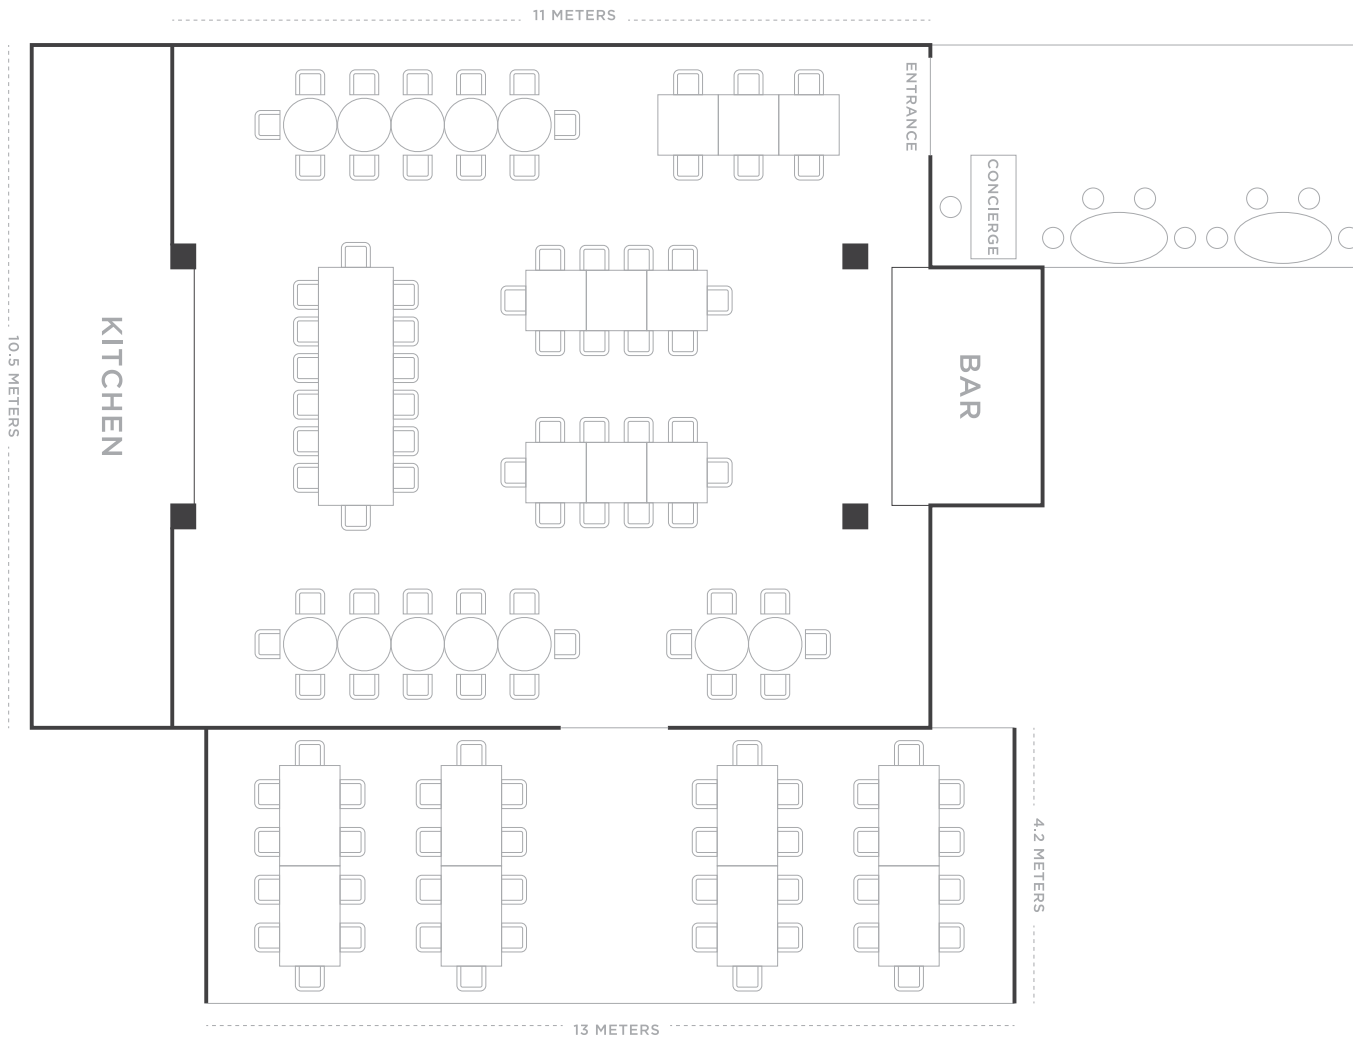 11 METERS
ENTRANCE
CONCIERGE
KITCHEN
10.5 METERS
BAR
4.2 METERS
13 METERS